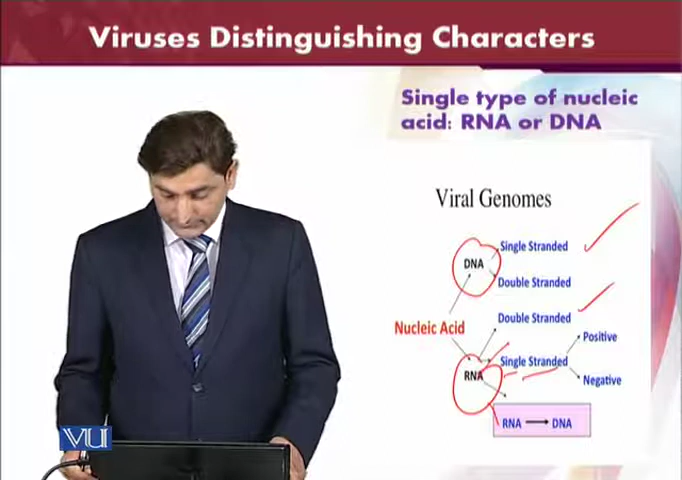 Viruses Distinguishing Characters
Single type of nucleic
acid: RNA or DNA
Viral Genomes
Single Stranded
DNA
Double Stranded
Double Stranded
Nucleic Acid
Positive
Single Stranded
RNA
Negative
RNA DNA
VU